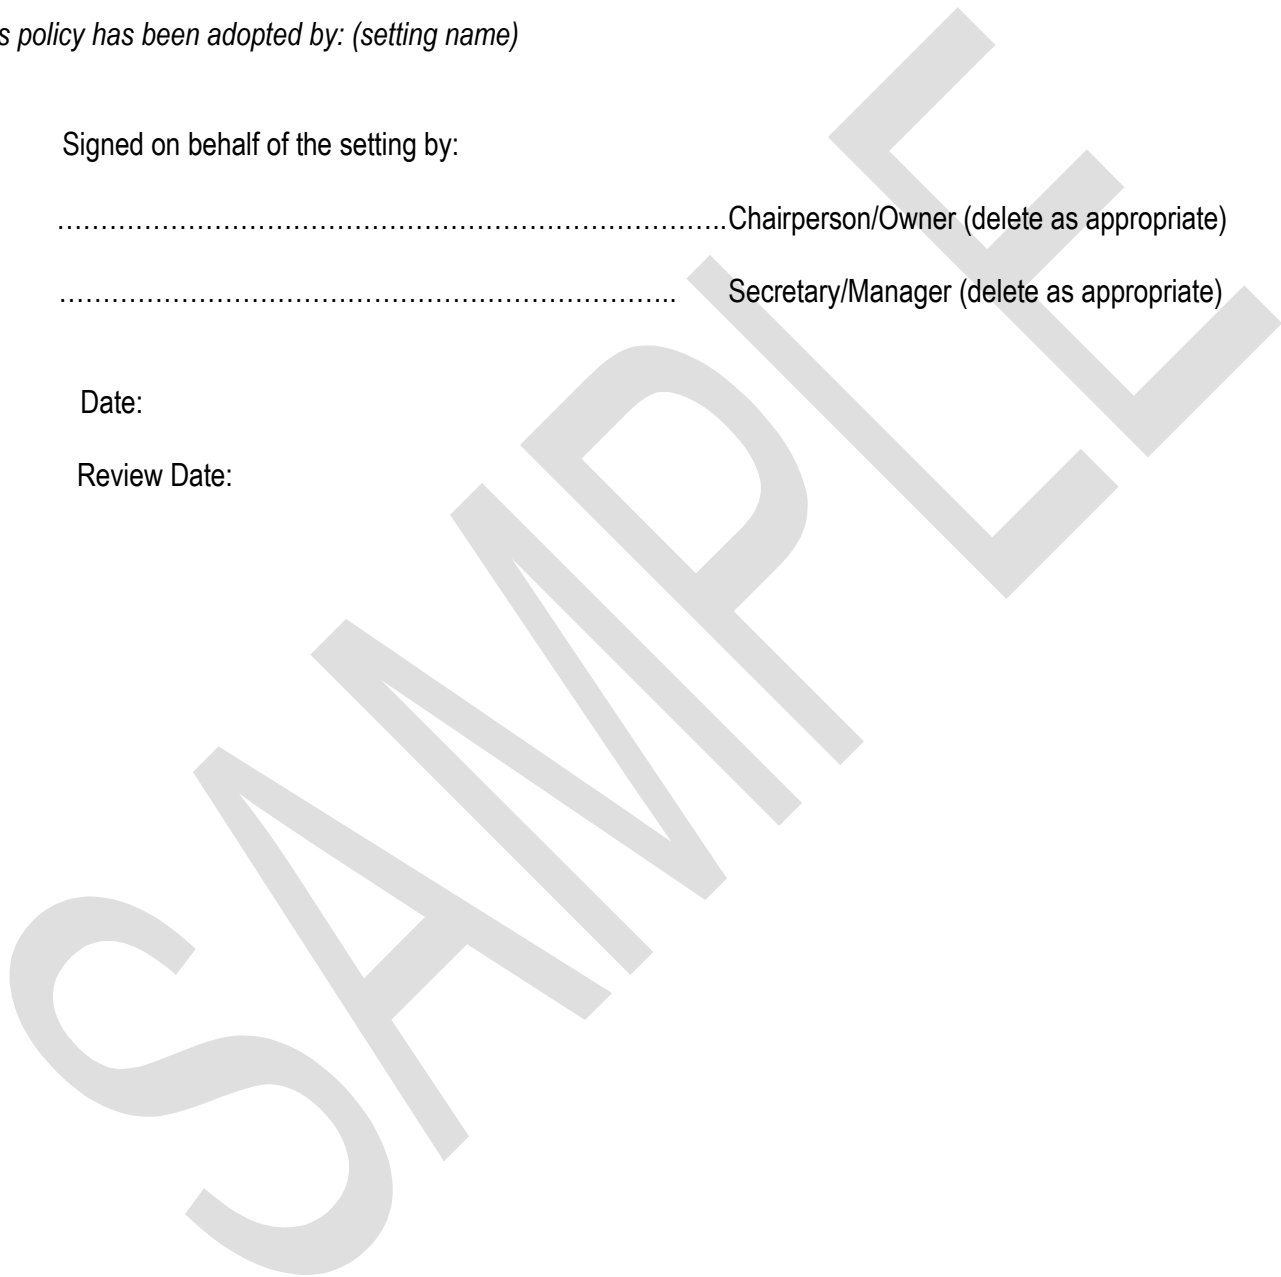 s policy has been adopted by: (setting name)
Signed on behalf of the setting by:
…………………………………………………………………..Chairperson/Owner (delete as appropriate)
……………………………………………………………... Secretary/Manager (delete as appropriate)
Date:
Review Date:
SAMPLE